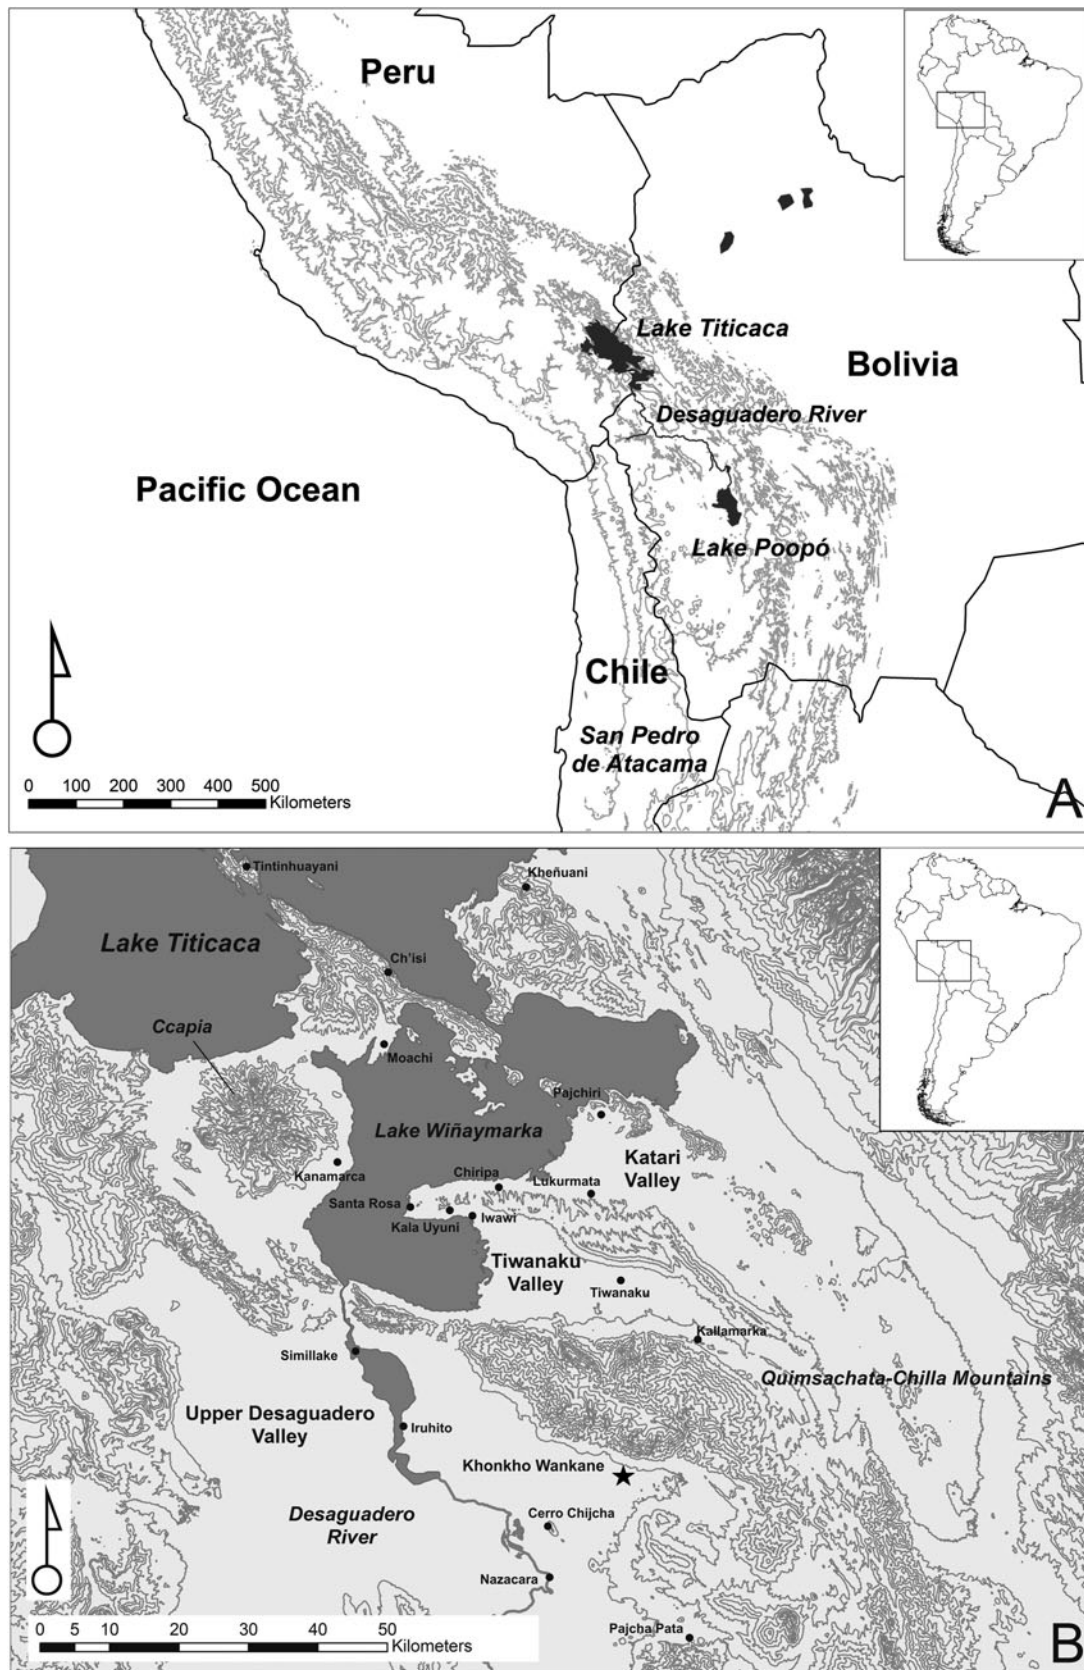 Peru
Lake Titicaca
Bolivia
Desaguadero River
Pacific Ocean
Lake Poopó
Chile
San Pedro
de Atacama
0 100 200 300 400 500
Kilometers
A
Tintinhuayani
Kheñuani
Lake Titicaca
Ch'isi
Ccapia
Moachi
Pajchiri
Lake Wiñaymarka
Katari
Valley
Kanamarca
Chiripa
Lukurmata
Santa Rosa
Kala Uyuni
Iwawi
Tiwanaku
Valley
Tiwanaku
Kallamarka
Simillake
Quimsachata-Chilla Mountains
Upper Desaguadero
Valley
Iruhito
Khonkho Wankane
Desaguadero
River
Cerro Chijcha
Nazacara
Pajcha Pata
0 5 10 20 30 40 50
Kilometers
B